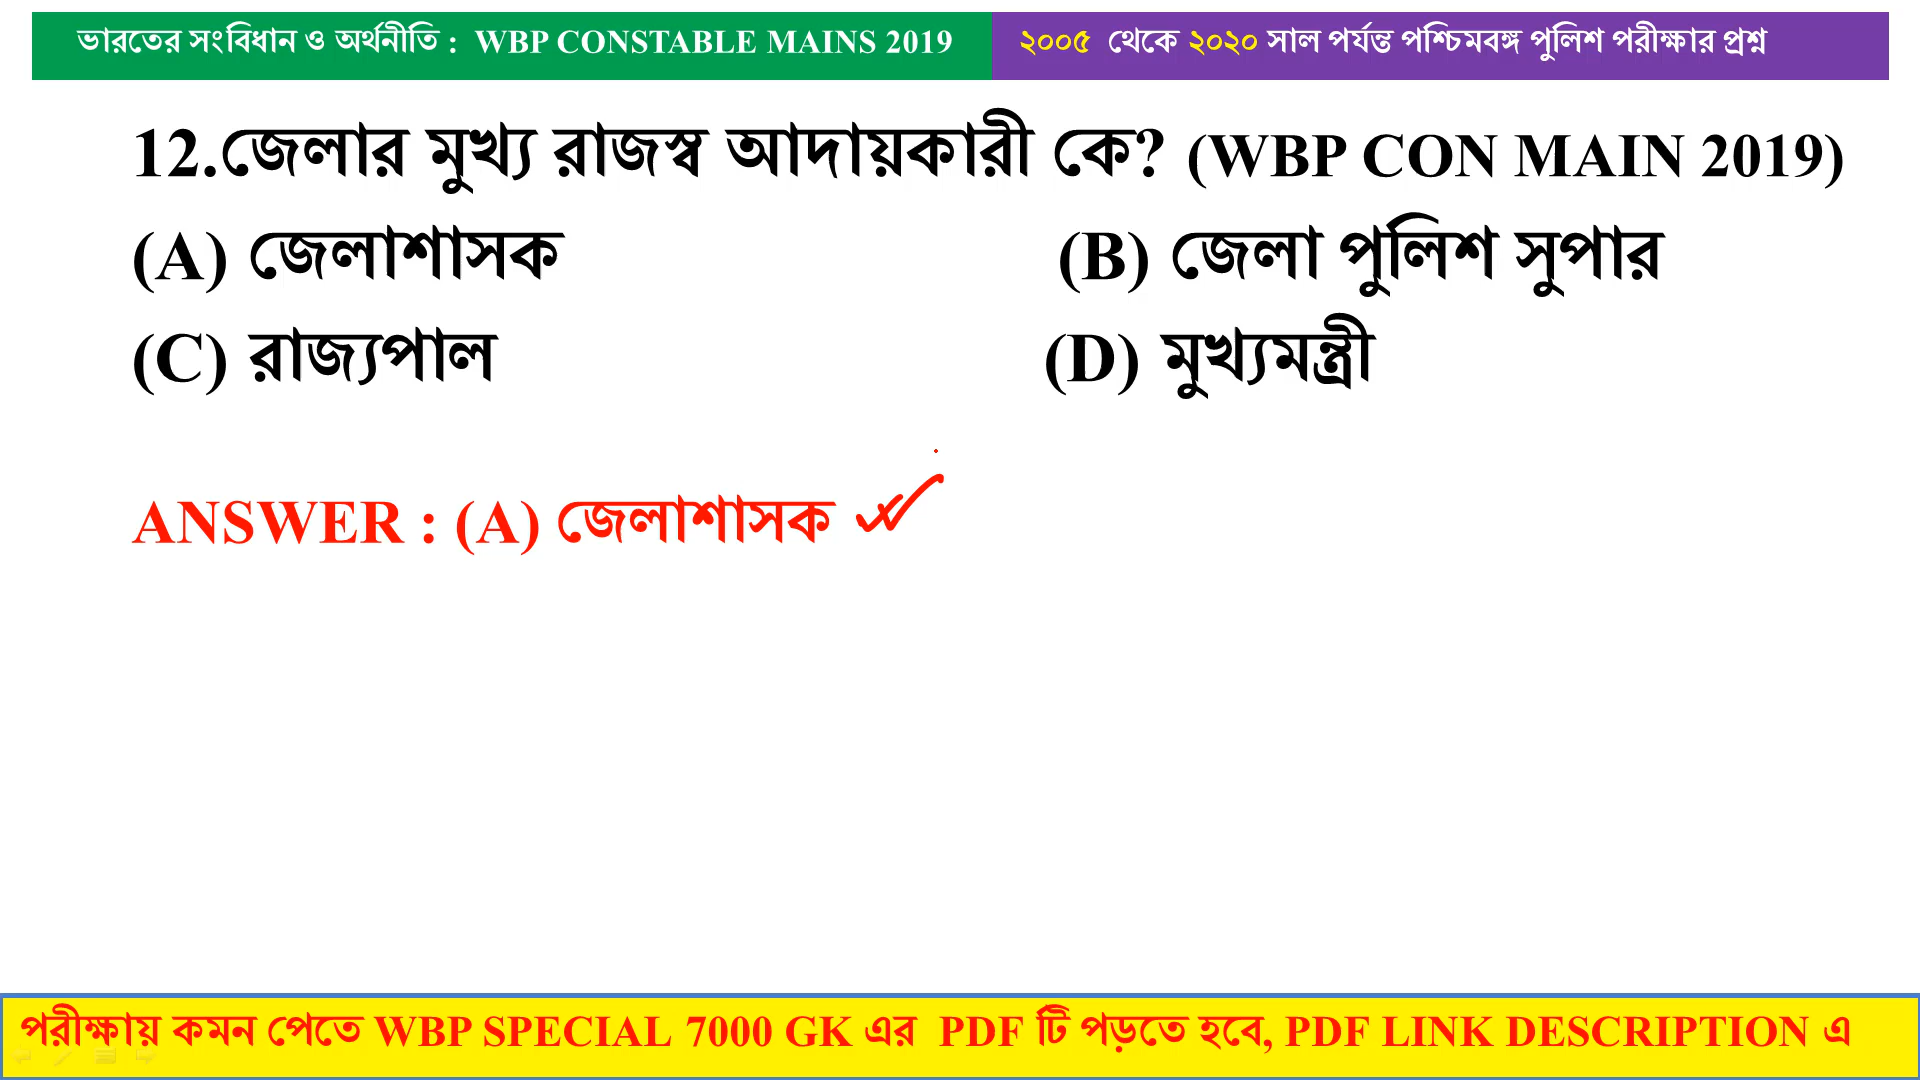 ভারতের সংবিধান ও অর্থনীতি : WBP CONSTABLE MAINS 2019
২০০৫ থেকে ২০২০ সাল পর্যন্ত পশ্চিমবঙ্গ পুলিশ পরীক্ষার প্রশ্ন
12.জেলার মুখ্য রাজস্ব আদায়কারী কে? (WBP CON MAIN 2019)
(A) জেলাশাসক (B) জেলা পুলিশ সুপার
(C) রাজ্যপাল (D) মুখ্যমন্ত্রী
ANSWER : (A) জেলাশাসক
পরীক্ষায় কমন পেতে WBP SPECIAL 7000 GK এর PDF টি পড়তে হবে, PDF LINK DESCRIPTION এ